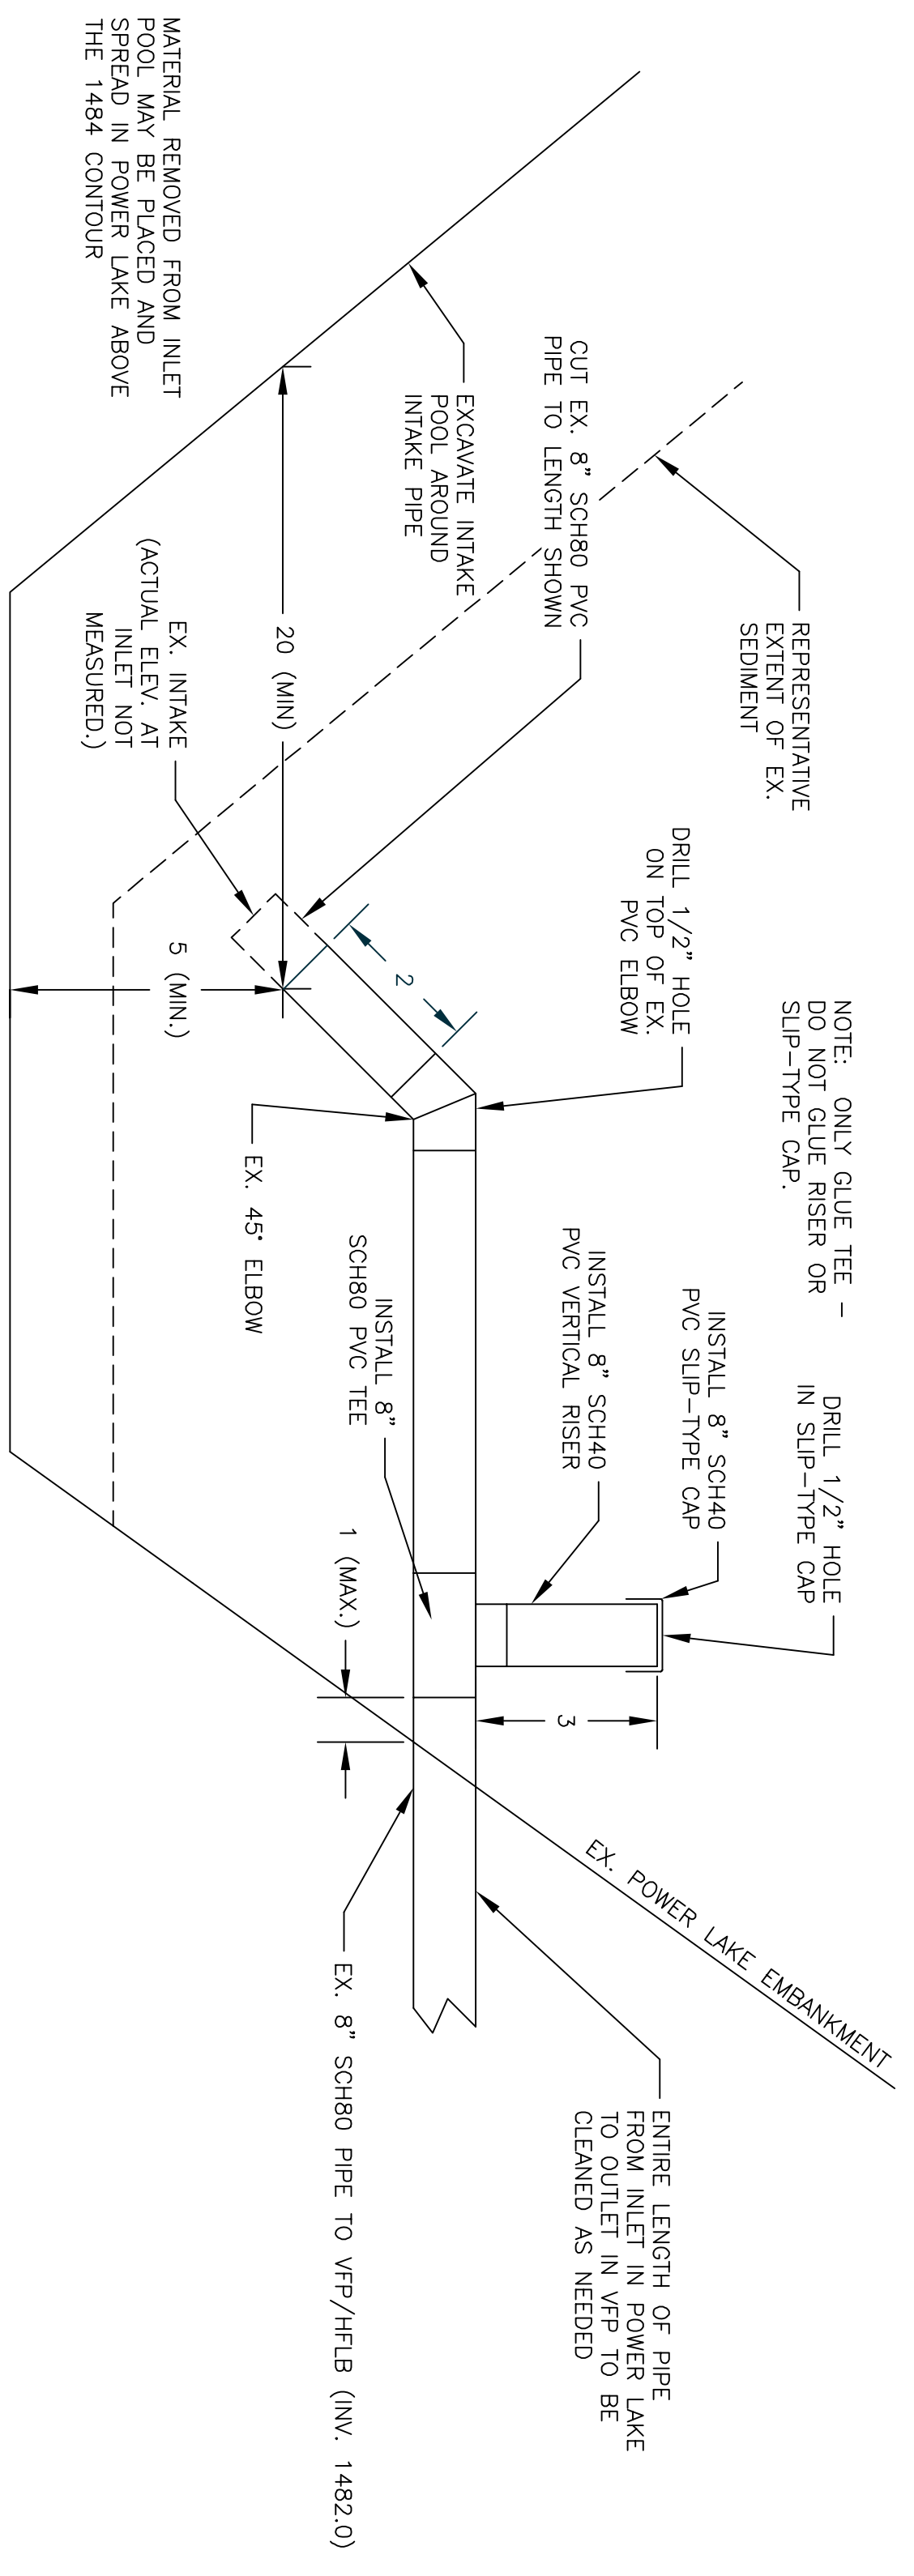 NOTE: ONLY GLUE TEE –
DO NOT GLUE RISER OR
SLIP-TYPE CAP.
DRILL 1/2" HOLE
IN SLIP-TYPE CAP
REPRESENTATIVE
EXTENT OF EX.
SEDIMENT
INSTALL 8" SCH40
PVC SLIP-TYPE CAP
DRILL 1/2" HOLE
ON TOP OF EX.
PVC ELBOW
INSTALL 8" SCH40
PVC VERTICAL RISER
EX. POWER LAKE EMBANKMENT
ENTIRE LENGTH OF PIPE
FROM INLET IN POWER LAKE
TO OUTLET IN VFP TO BE
CLEANED AS NEEDED
CUT EX. 8" SCH80 PVC
PIPE TO LENGTH SHOWN
3
EXCAVATE INTAKE
POOL AROUND
INTAKE PIPE
2
INSTALL 8"
SCH80 PVC TEE
1 (MAX.)
EX. 8" SCH80 PIPE TO VFP/HFLB (INV. 1482.0)
20 (MIN)
EX. 45° ELBOW
EX. INTAKE
(ACTUAL ELEV. AT
INLET NOT
MEASURED.)
5 (MIN.)
MATERIAL REMOVED FROM INLET
POOL MAY BE PLACED AND
SPREAD IN POWER LAKE ABOVE
THE 1484 CONTOUR